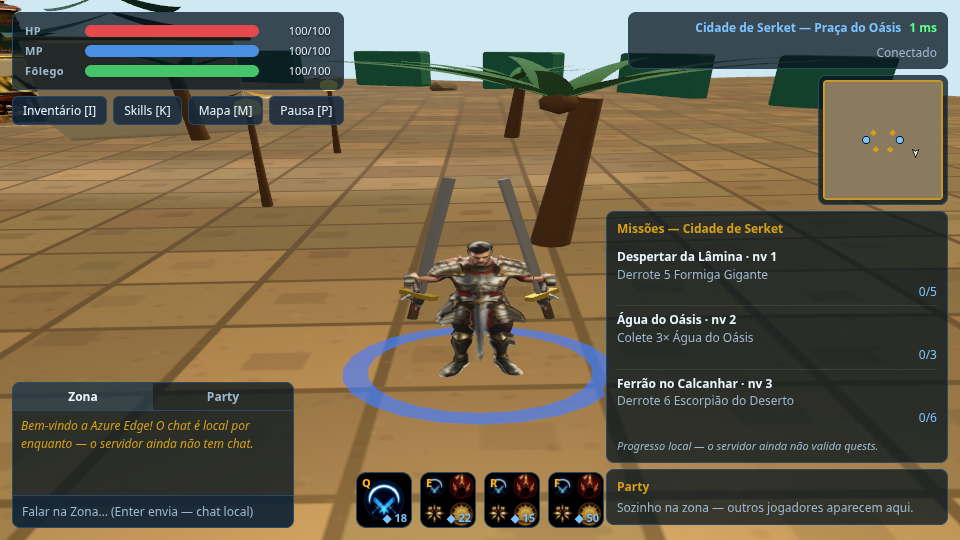 HP 100/100
MP 100/100
Fôlego 100/100
Inventário [I] Skills [K] Mapa [M] Pausa [P]
Cidade de Serket — Praça do Oásis 1 ms
Conectado
Missões — Cidade de Serket
Despertar da Lâmina · nv 1
Derrote 5 Formiga Gigante
0/5
Água do Oásis · nv 2
Colete 3× Água do Oásis
0/3
Ferrão no Calcanhar · nv 3
Derrote 6 Escorpião do Deserto
0/6
Progresso local — o servidor ainda não valida quests.
Zona Party
Bem-vindo a Azure Edge! O chat é local por
enquanto — o servidor ainda não tem chat.
Falar na Zona... (Enter envia — chat local)
Q E R F
18 22 15 50
Party
Sozinho na zona — outros jogadores aparecem aqui.